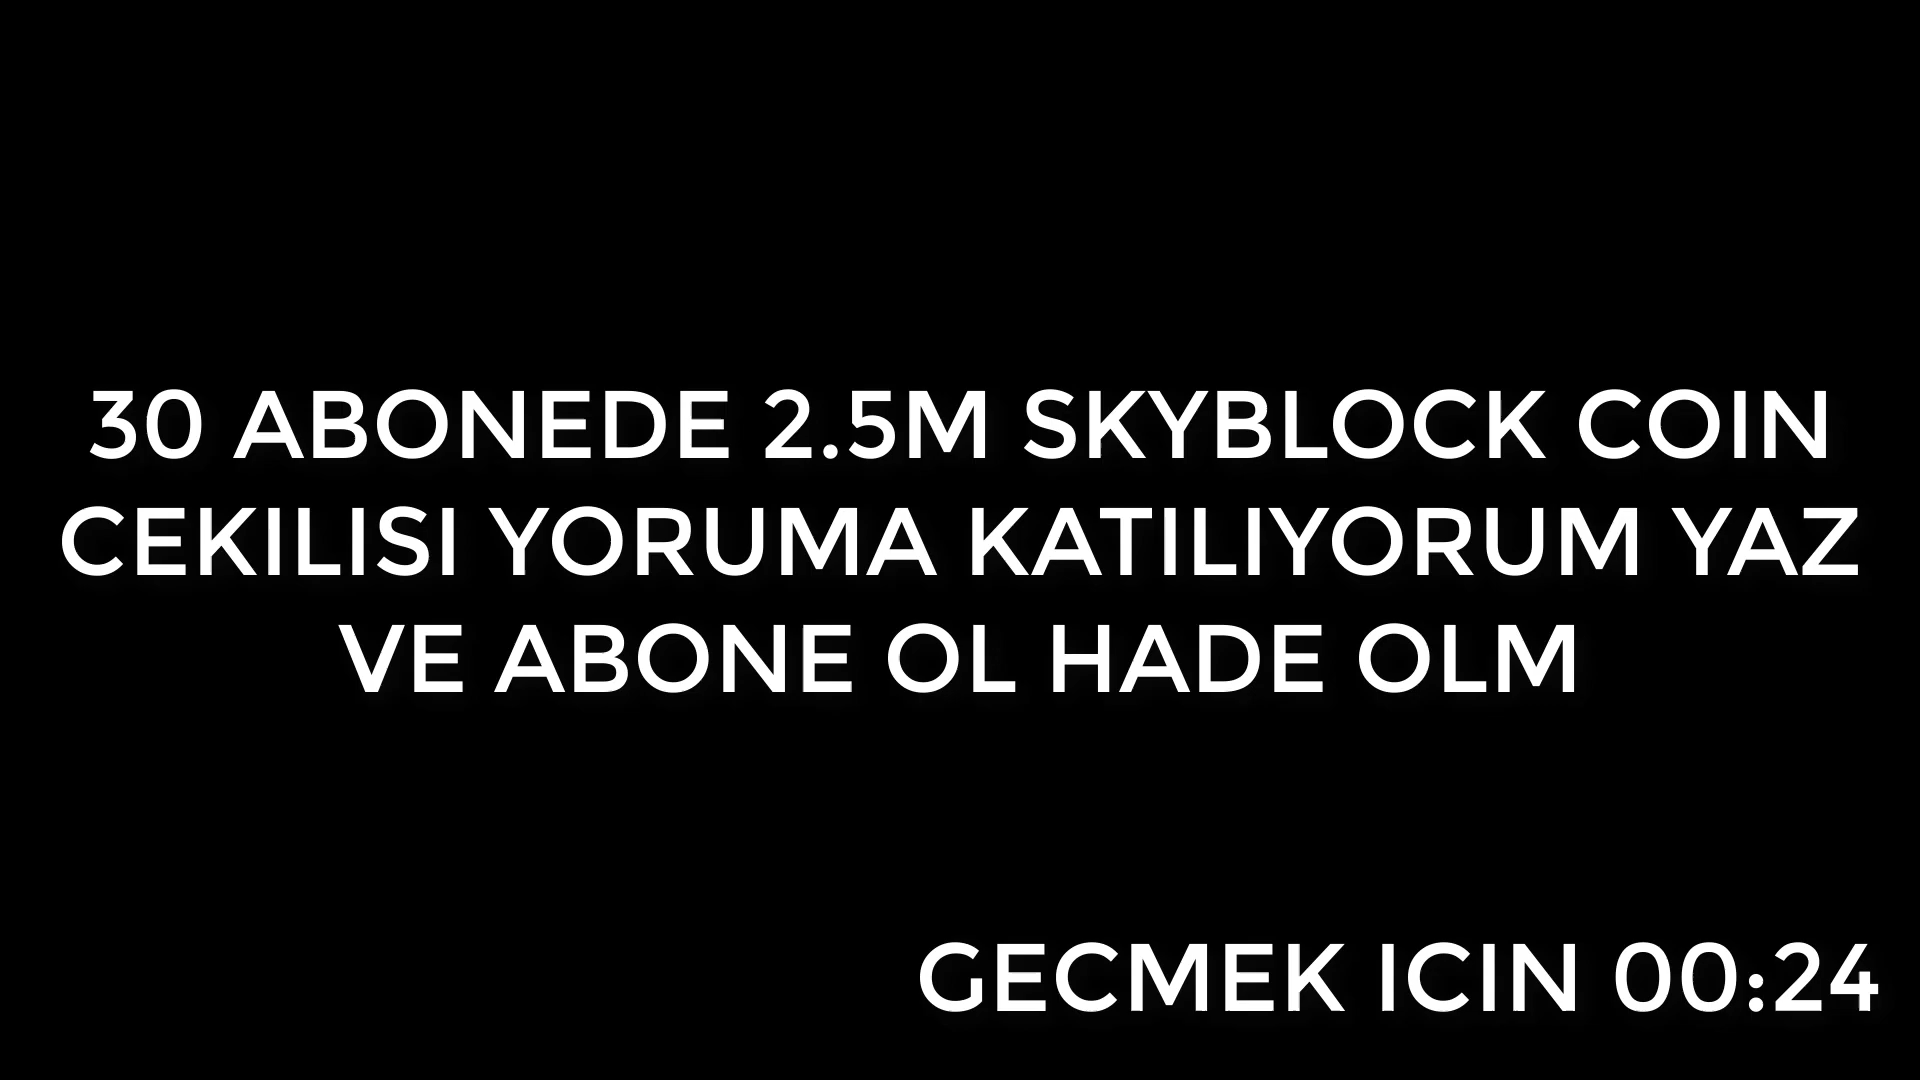 30 ABONEDE 2.5M SKYBLOCK COIN
CEKILISI YORUMA KATILIYORUM YAZ
VE ABONE OL HADE OLM
GECMEK ICIN 00:24